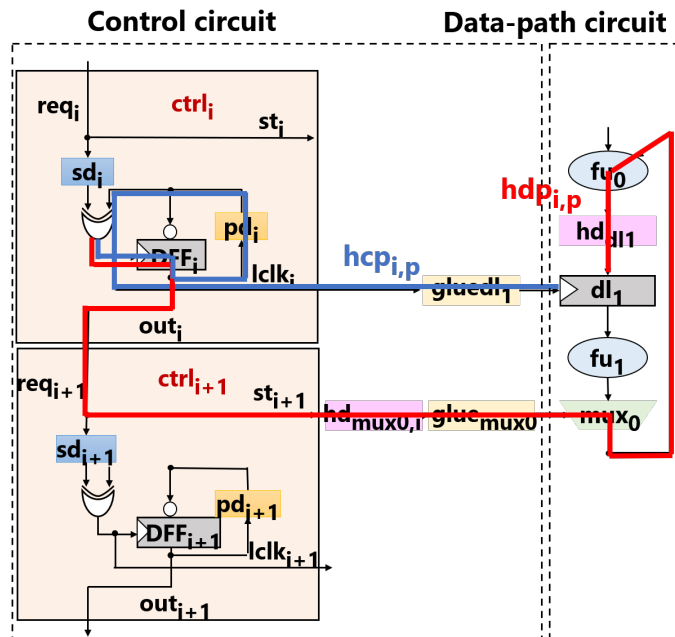 Control circuit
Data-path circuit
req_i
ctrl_i
st_i
sd_i
pd_i
DFF_i
lclk_i
out_i
hcp_i,p
gluedl_1
hdp_i,p
fu_0
hd_dl1
dl_1
fu_1
req_i+1
ctrl_i+1
st_i+1
hd_mux0,i
glue_mux0
mux_0
sd_i+1
pd_i+1
DFF_i+1
lclk_i+1
out_i+1